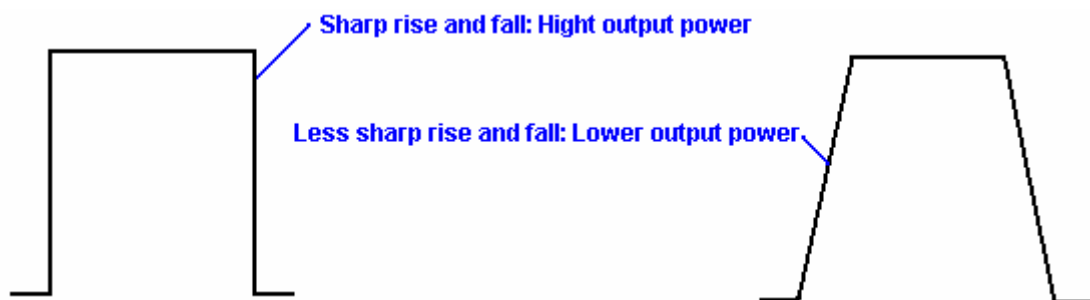 Sharp rise and fall: Hight output power
Less sharp rise and fall: Lower output power